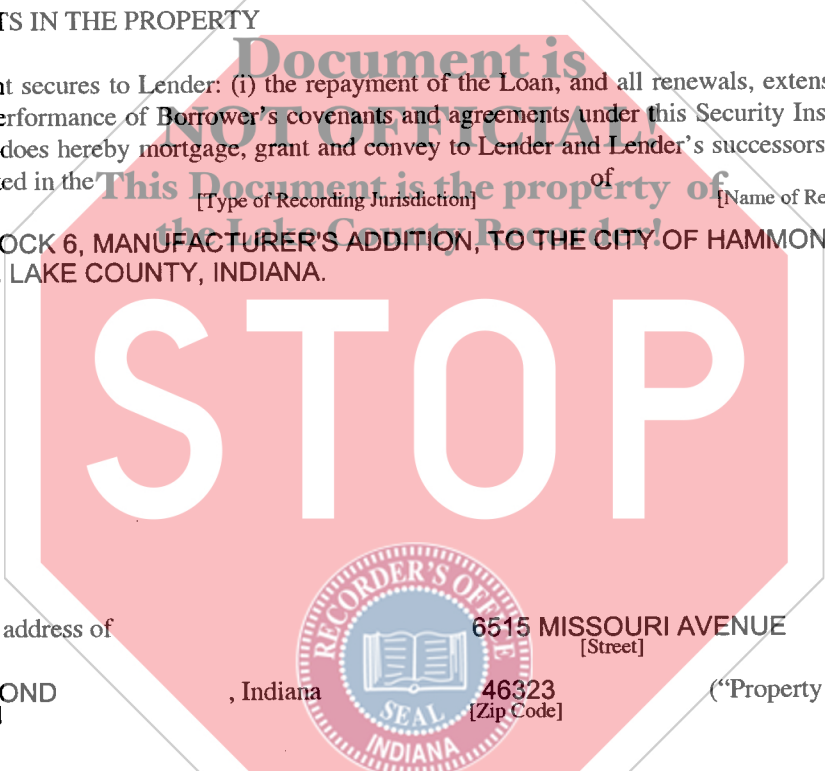 TS IN THE PROPERTY
Document is
nt secures to Lender: (i) the repayment of the Loan, and all renewals, extens
NOT OFFICIAL!
erformance of Borrower's covenants and agreements under this Security Ins
does hereby mortgage, grant and convey to Lender and Lender's successors
ed in the of
This Document is the property of
[Type of Recording Jurisdiction] [Name of Re
the Lake County Recorder!
OCK 6, MANUFACTURER'S ADDITION, TO THE CITY OF HAMMON
LAKE COUNTY, INDIANA.
STOP
RECORDER'S OFFICE
address of 6515 MISSOURI AVENUE
[Street]
OND , Indiana 46323 ("Property
[Zip Code]
SEAL
INDIANA